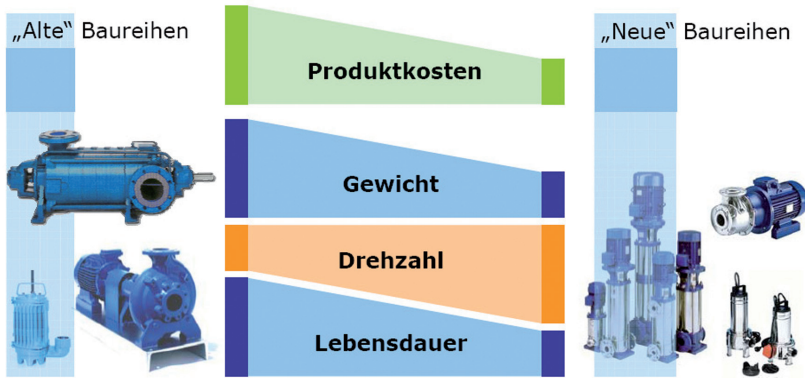 „Alte“ Baureihen
„Neue“ Baureihen
Produktkosten
Gewicht
Drehzahl
Lebensdauer